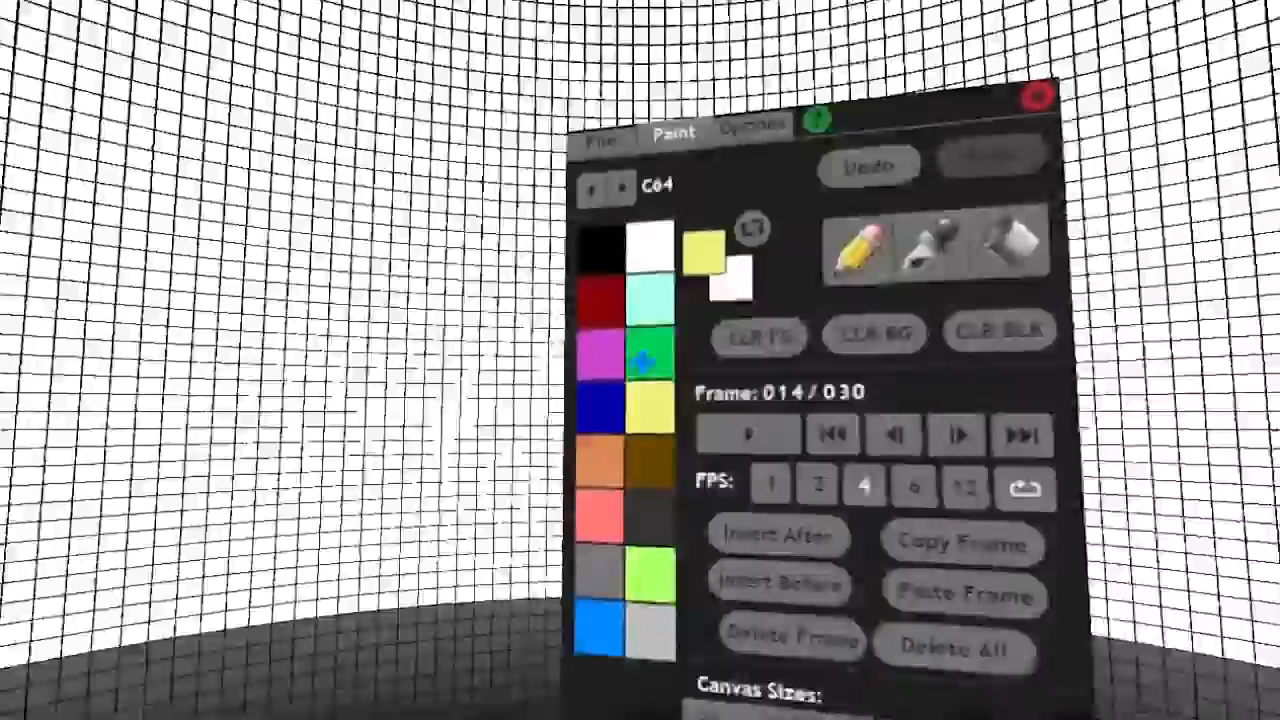 File Paint Options ?
C64
Undo
CLR FG CLR BG CLR BLK
Frame: 014 / 030
FPS: 1 2 4 6 12
Insert After Copy Frame
Insert Before Paste Frame
Delete Frame Delete All
Canvas Sizes: